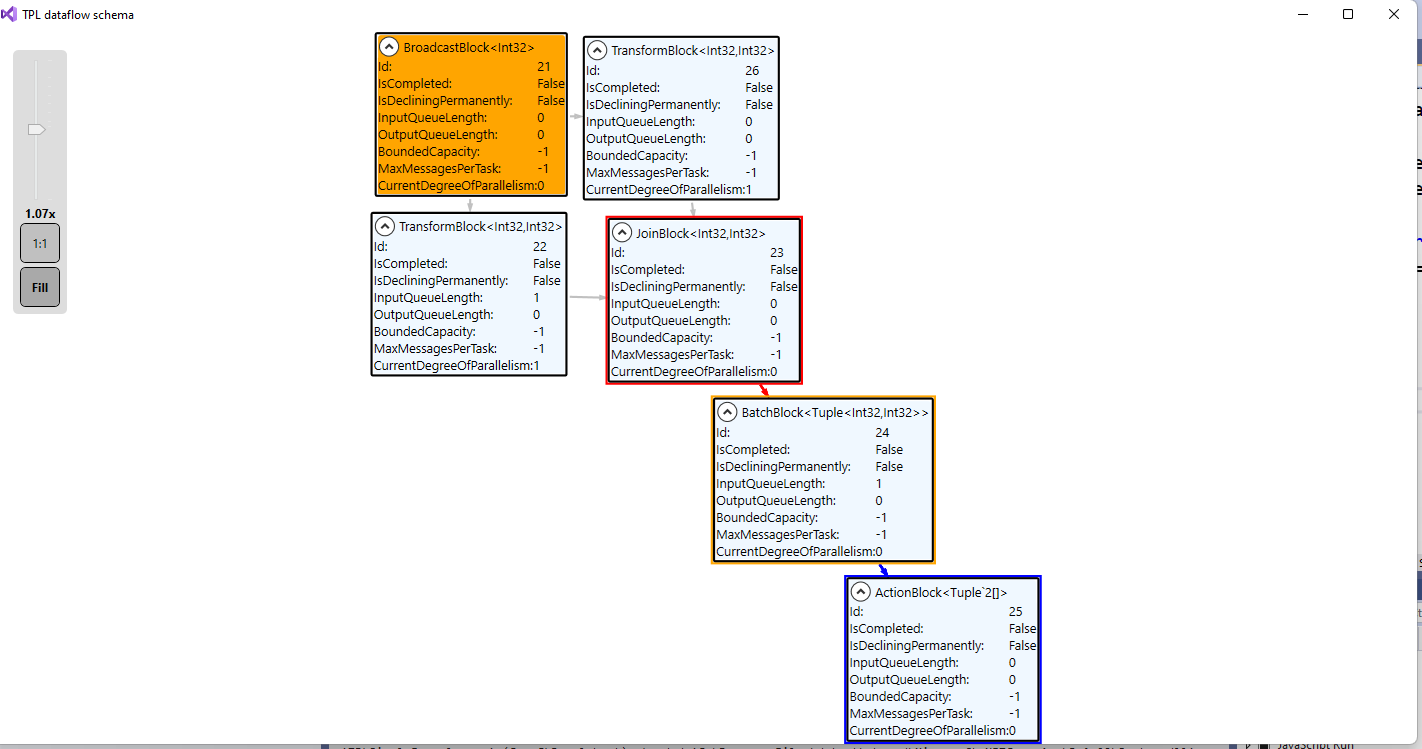 TPL dataflow schema
1.07x
1:1
Fill
BroadcastBlock<Int32>
Id: 21
IsCompleted: False
IsDecliningPermanently: False
InputQueueLength: 0
OutputQueueLength: 0
BoundedCapacity: -1
MaxMessagesPerTask: -1
CurrentDegreeOfParallelism:0
TransformBlock<Int32,Int32>
Id: 26
IsCompleted: False
IsDecliningPermanently: False
InputQueueLength: 0
OutputQueueLength: 0
BoundedCapacity: -1
MaxMessagesPerTask: -1
CurrentDegreeOfParallelism:1
TransformBlock<Int32,Int32>
Id: 22
IsCompleted: False
IsDecliningPermanently: False
InputQueueLength: 1
OutputQueueLength: 0
BoundedCapacity: -1
MaxMessagesPerTask: -1
CurrentDegreeOfParallelism:1
JoinBlock<Int32,Int32>
Id: 23
IsCompleted: False
IsDecliningPermanently: False
InputQueueLength: 0
OutputQueueLength: 0
BoundedCapacity: -1
MaxMessagesPerTask: -1
CurrentDegreeOfParallelism:0
BatchBlock<Tuple<Int32,Int32>>
Id: 24
IsCompleted: False
IsDecliningPermanently: False
InputQueueLength: 1
OutputQueueLength: 0
BoundedCapacity: -1
MaxMessagesPerTask: -1
CurrentDegreeOfParallelism:0
ActionBlock<Tuple`2[]>
Id: 25
IsCompleted: False
IsDecliningPermanently: False
InputQueueLength: 0
OutputQueueLength: 0
BoundedCapacity: -1
MaxMessagesPerTask: -1
CurrentDegreeOfParallelism:0